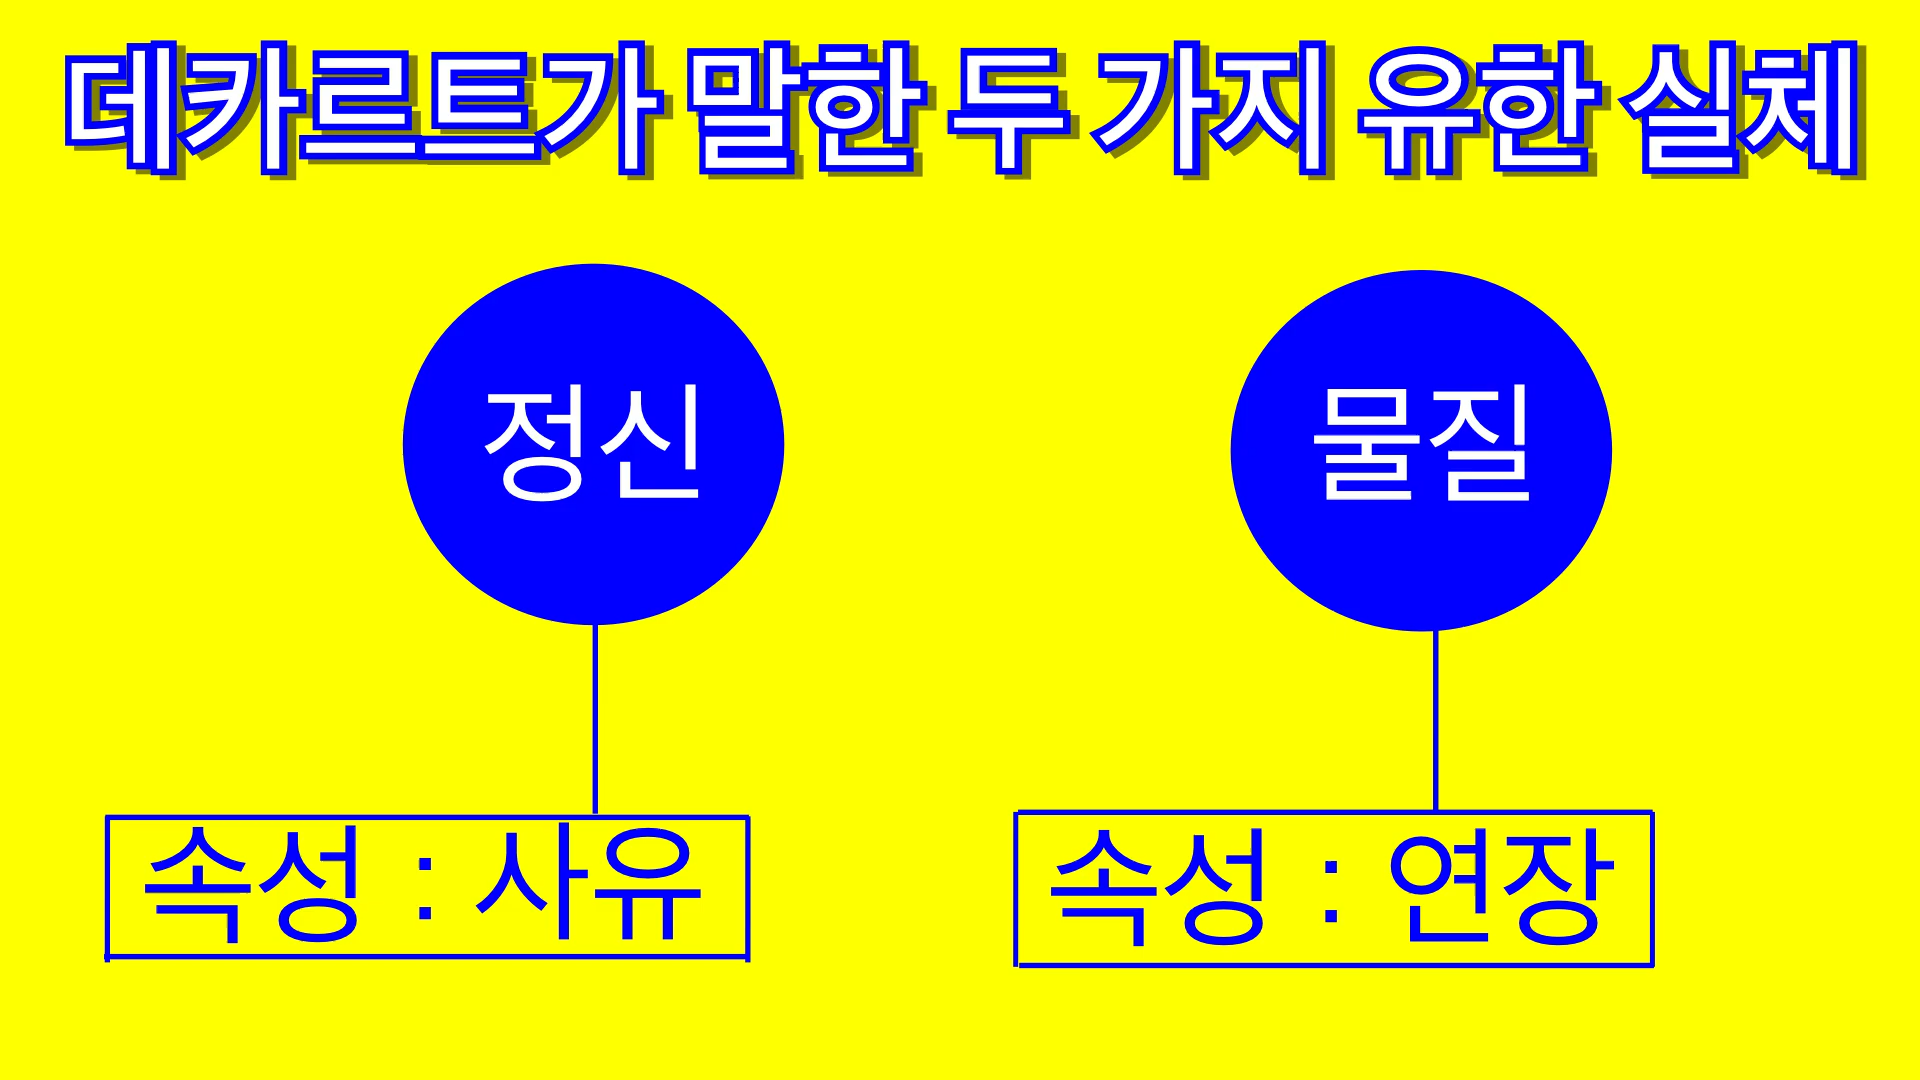 데카르트가 말한 두 가지 유한 실체
정신
물질
속성 : 사유
속성 : 연장